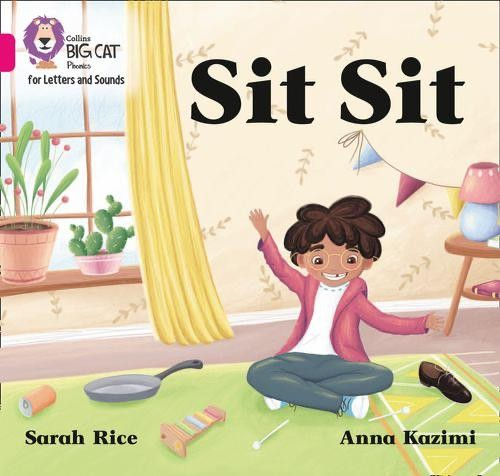 Collins
BIG CAT
Phonics
for Letters and Sounds
Sit Sit
Sarah Rice
Anna Kazimi